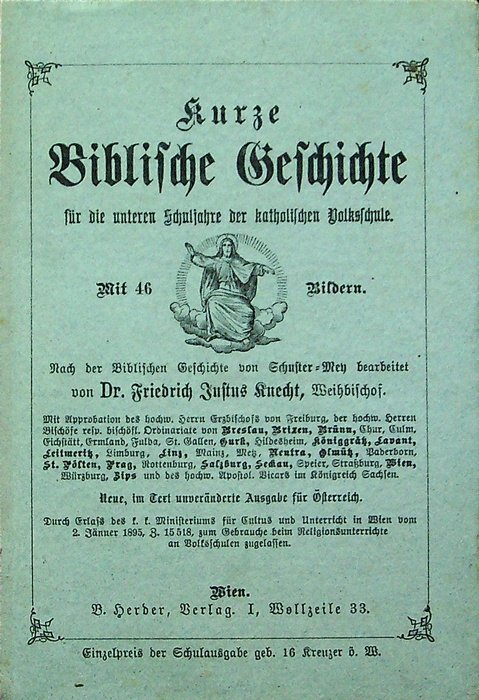 Kurze
Biblische Geschichte
für die unteren Schuljahre der katholischen Volksschule.
Mit 46 Bildern.
Nach der Biblischen Geschichte von Schuster-Mey bearbeitet
von Dr. Friedrich Justus Knecht, Weihbischof.
Mit Approbation des hochw. Herrn Erzbischofs von Freiburg, der hochw. Herren
Bischöfe resp. bischöfl. Ordinariate von Breslau, Brixen, Brünn, Chur, Culm,
Eichstätt, Ermland, Fulda, St. Gallen, Gurk, Hildesheim, Königgrätz, Lavant,
Leitmeritz, Limburg, Linz, Mainz, Metz, Neutra, Olmütz, Paderborn,
St. Pölten, Prag, Rottenburg, Salzburg, Seckau, Speier, Straßburg, Wien,
Würzburg, Zips und des hochw. Apostol. Vicars im Königreich Sachsen.
Neue, im Text unveränderte Ausgabe für Österreich.
Durch Erlaß des k. k. Ministeriums für Cultus und Unterricht in Wien vom
2. Jänner 1895, Z. 15518, zum Gebrauche beim Religionsunterrichte
an Volksschulen zugelassen.
Wien.
B. Herder, Verlag. I, Wollzeile 33.
Einzelpreis der Schulausgabe geb. 16 Kreuzer ö. W.